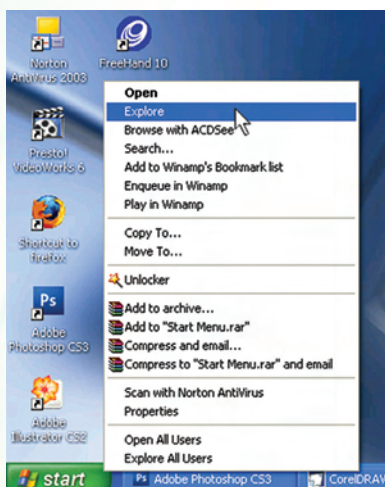 Norton
AntiVirus 2003
FreeHand 10
Presto!
VideoWorks 6
Shortcut to
firefox
Ps
Adobe
Photoshop CS3
Adobe
Illustrator CS2
Open
Explore
Browse with ACDSee
Search...
Add to Winamp's Bookmark list
Enqueue in Winamp
Play in Winamp
Copy To...
Move To...
Unlocker
Add to archive...
Add to "Start Menu.rar"
Compress and email...
Compress to "Start Menu.rar" and email
Scan with Norton AntiVirus
Properties
Open All Users
Explore All Users
start
Ps Adobe Photoshop CS3
CorelDRAW